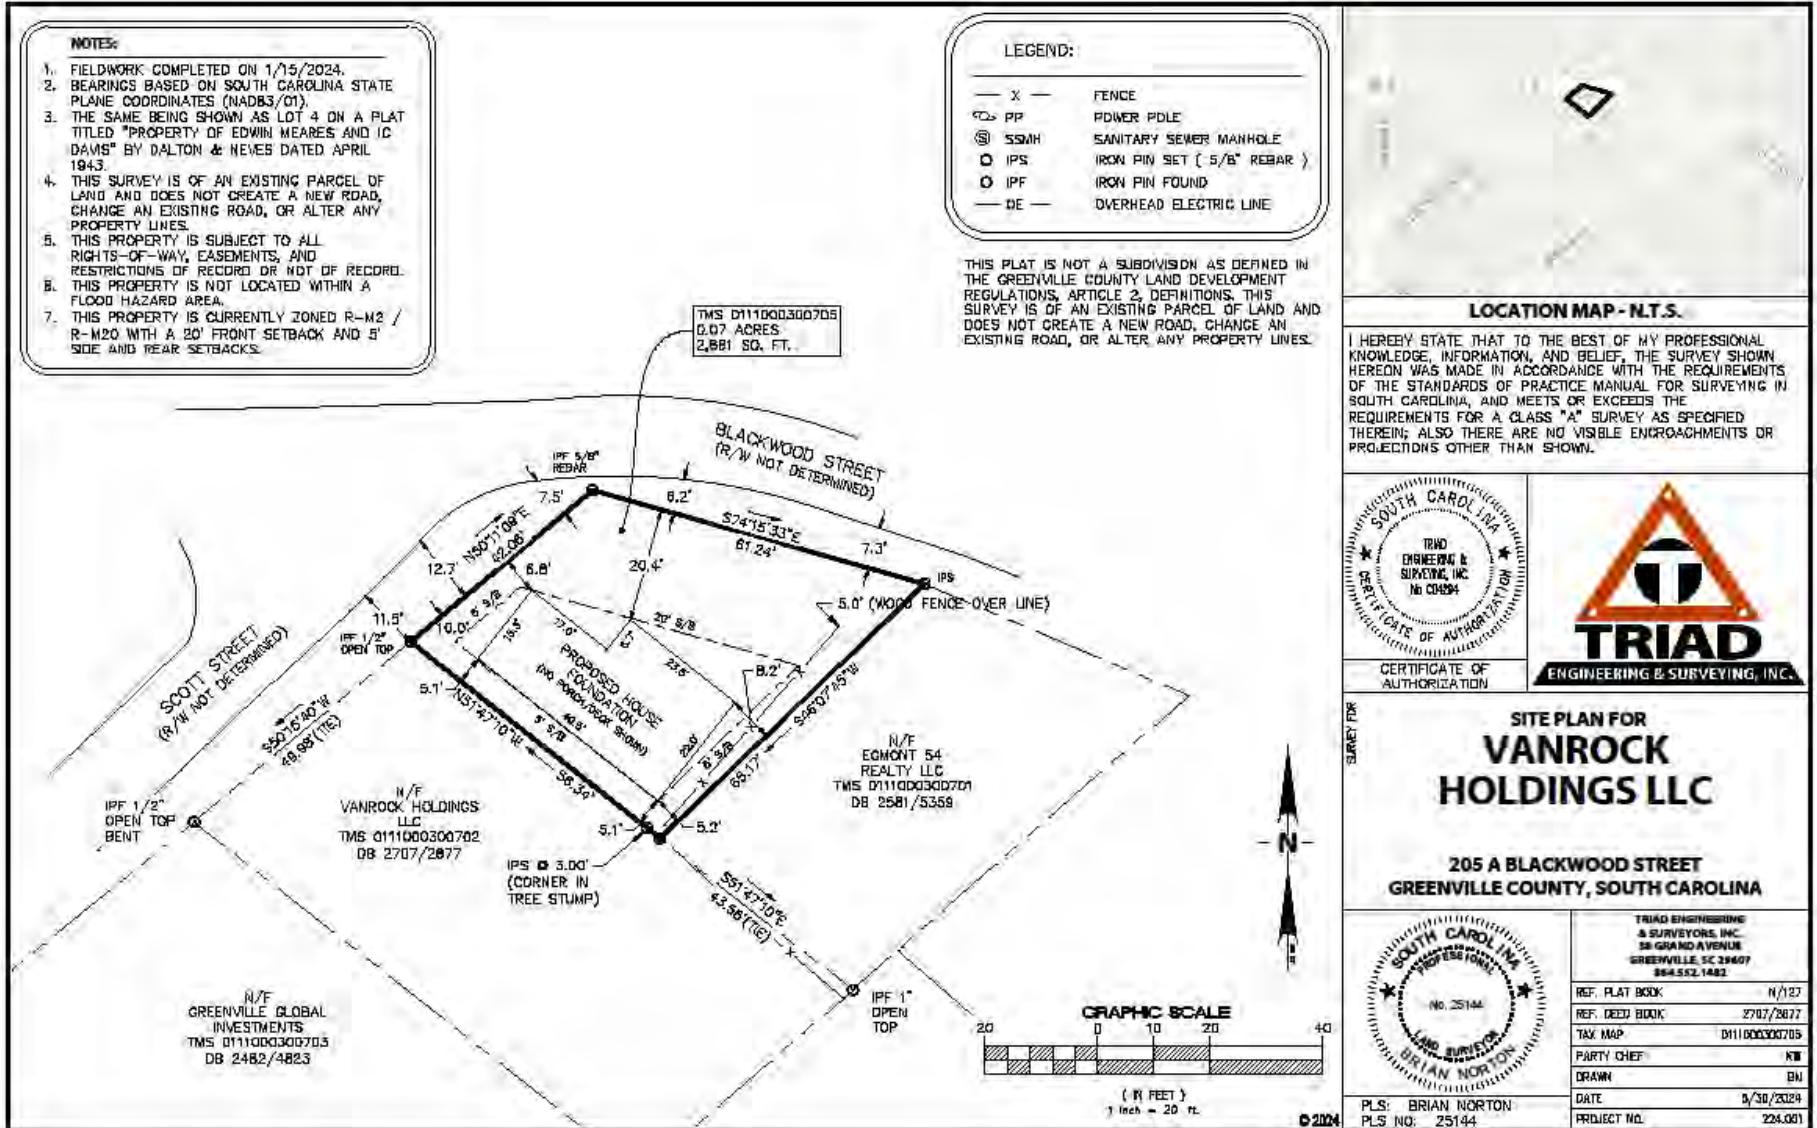 NOTES:
1. FIELDWORK COMPLETED ON 1/15/2024.
2. BEARINGS BASED ON SOUTH CAROLINA STATE
PLANE COORDINATES (NAD83/01).
3. THE SAME BEING SHOWN AS LOT 4 ON A PLAT
TITLED "PROPERTY OF EDWIN MEARES AND IC
DAVIS" BY DALTON & NEVES DATED APRIL
1943.
4. THIS SURVEY IS OF AN EXISTING PARCEL OF
LAND AND DOES NOT CREATE A NEW ROAD,
CHANGE AN EXISTING ROAD, OR ALTER ANY
PROPERTY LINES.
5. THIS PROPERTY IS SUBJECT TO ALL
RIGHTS-OF-WAY, EASEMENTS, AND
RESTRICTIONS OF RECORD OR NOT OF RECORD.
6. THIS PROPERTY IS NOT LOCATED WITHIN A
FLOOD HAZARD AREA.
7. THIS PROPERTY IS CURRENTLY ZONED R-M2 /
R-M20 WITH A 20' FRONT SETBACK AND 5'
SIDE AND REAR SETBACKS.
LEGEND:
— X — FENCE
PP POWER POLE
SSMH SANITARY SEWER MANHOLE
IPS IRON PIN SET ( 5/8" REBAR )
IPF IRON PIN FOUND
— OE — OVERHEAD ELECTRIC LINE
THIS PLAT IS NOT A SUBDIVISION AS DEFINED IN
THE GREENVILLE COUNTY LAND DEVELOPMENT
REGULATIONS, ARTICLE 2, DEFINITIONS. THIS
SURVEY IS OF AN EXISTING PARCEL OF LAND AND
DOES NOT CREATE A NEW ROAD, CHANGE AN
EXISTING ROAD, OR ALTER ANY PROPERTY LINES.
TMS 0111000300705
0.07 ACRES
2,881 SQ. FT.
BLACKWOOD STREET
(R/W NOT DETERMINED)
IPF 5/8"
REBAR
7.5'
8.2'
7.3'
N50°11'09"E
42.06'
S74°15'33"E
61.24'
12.7'
11.5'
6.8'
20.4'
IPS
5.0' (WOOD FENCE OVER LINE)
10.0'
20' S/B
17.0'
23.5'
8.2'
IPF 1/2"
OPEN TOP
SCOTT STREET
(R/W NOT DETERMINED)
PROPOSED HOUSE
FOUNDATION
(NO PORCH/DECK SHOWN)
5.1'
N51°47'10"W
56.34'
5' S/B
40.5'
22.0'
S46°07'45"W
68.17'
S50°16'40"W
49.98'(TIE)
IPF 1/2"
OPEN TOP
BENT
N/F
VANROCK HOLDINGS
LLC
TMS 0111000300702
DB 2707/2877
N/F
EGMONT 54
REALTY LLC
TMS 0111000300701
DB 2581/5359
5.1'
5.2'
IPS @ 3.00'
(CORNER IN
TREE STUMP)
S51°47'10"E
43.56'(TIE)
IPF 1"
OPEN
TOP
N/F
GREENVILLE GLOBAL
INVESTMENTS
TMS 0111000300703
DB 2482/4823
N
GRAPHIC SCALE
20 0 10 20 40
( IN FEET )
1 inch = 20 ft.
© 2024
LOCATION MAP - N.T.S.
I HEREBY STATE THAT TO THE BEST OF MY PROFESSIONAL
KNOWLEDGE, INFORMATION, AND BELIEF, THE SURVEY SHOWN
HEREON WAS MADE IN ACCORDANCE WITH THE REQUIREMENTS
OF THE STANDARDS OF PRACTICE MANUAL FOR SURVEYING IN
SOUTH CAROLINA, AND MEETS OR EXCEEDS THE
REQUIREMENTS FOR A CLASS "A" SURVEY AS SPECIFIED
THEREIN; ALSO THERE ARE NO VISIBLE ENCROACHMENTS OR
PROJECTIONS OTHER THAN SHOWN.
SOUTH CAROLINA
TRIAD
ENGINEERING &
SURVEYING, INC.
CERTIFICATE OF AUTHORIZATION
CERTIFICATE OF
AUTHORIZATION
TRIAD
ENGINEERING & SURVEYING, INC.
SURVEY FOR
SITE PLAN FOR
VANROCK
HOLDINGS LLC
205 A BLACKWOOD STREET
GREENVILLE COUNTY, SOUTH CAROLINA
SOUTH CAROLINA
PROFESSIONAL
No. 25144
LAND SURVEYOR
BRIAN NORTON
PLS: BRIAN NORTON
PLS NO: 25144
TRIAD ENGINEERING
& SURVEYORS, INC.
GRAND AVENUE
GREENVILLE, SC 29607
864.552.1482
REF. PLAT BOOK N/127
REF. DEED BOOK 2707/2877
TAX MAP 0111000300705
PARTY CHIEF
DRAWN BN
DATE 5/30/2024
PROJECT NO.